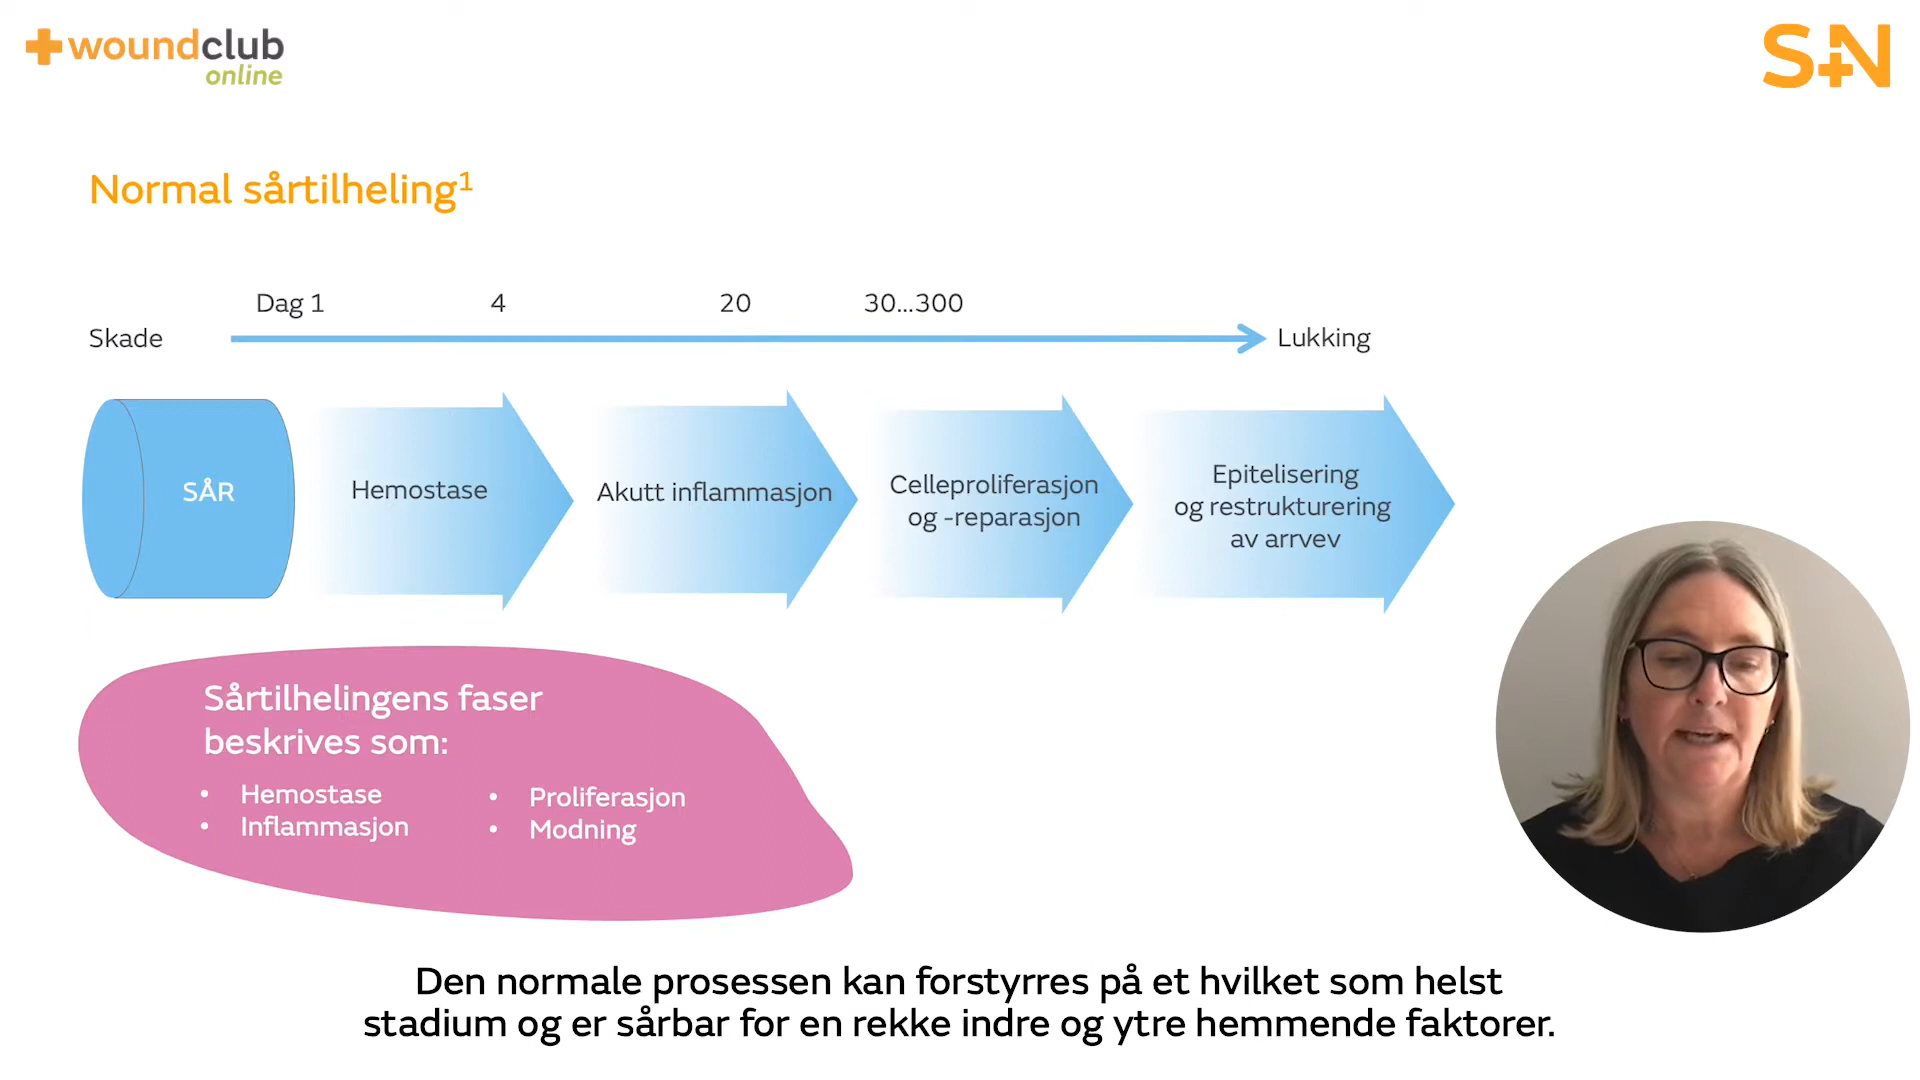 woundclub
online
S+N
Normal sårtilheling¹
Dag 1
4
20
30...300
Skade
Lukking
SÅR
Hemostase
Akutt inflammasjon
Celleproliferasjon
og -reparasjon
Epitelisering
og restrukturering
av arrvev
Sårtilhelingens faser
beskrives som:
• Hemostase
• Inflammasjon
• Proliferasjon
• Modning
Den normale prosessen kan forstyrres på et hvilket som helst
stadium og er sårbar for en rekke indre og ytre hemmende faktorer.